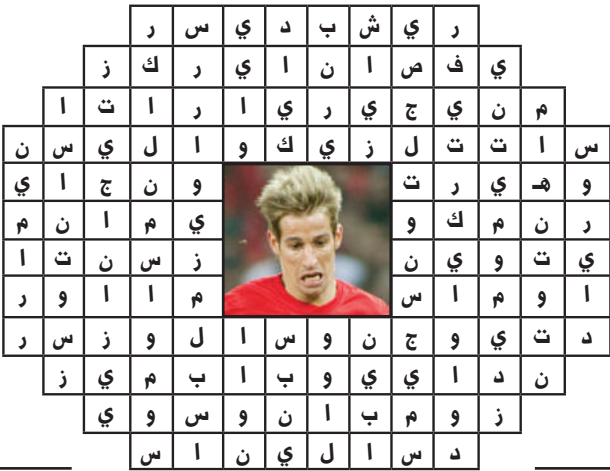 ر ي ش ب د ي س ر
ي ف ص ا ن ا ي ر ك ز
م ن ي ج ي ر ي ا ر ا ت ا
س ا ت ت ل ز ي ك و ا ل ي س ن
و هـ ي ر ت و ن ج ا ي
ر ن م ك و ي م ا ن م
ي ت و ي ن ز س ن ت ا
ا و م ا س م ا ا و ر
د ت ي و ج ن و س ا ل و ز س ر
ن د ا ي ي و ب ا ب م ي ز
ز و م ب ا ن و س و ي
د س ا ل ي ن ا س